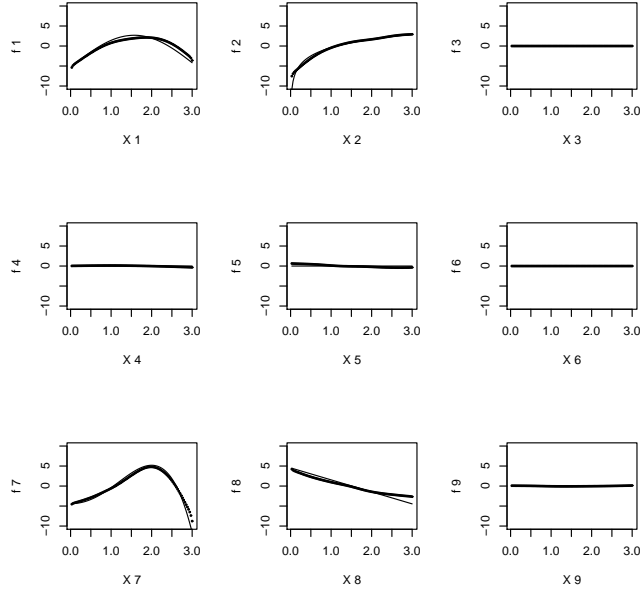 f 1 −10 0 5 0.0 1.0 2.0 3.0 X 1
f 2 −10 0 5 0.0 1.0 2.0 3.0 X 2
f 3 −10 0 5 0.0 1.0 2.0 3.0 X 3
f 4 −10 0 5 0.0 1.0 2.0 3.0 X 4
f 5 −10 0 5 0.0 1.0 2.0 3.0 X 5
f 6 −10 0 5 0.0 1.0 2.0 3.0 X 6
f 7 −10 0 5 0.0 1.0 2.0 3.0 X 7
f 8 −10 0 5 0.0 1.0 2.0 3.0 X 8
f 9 −10 0 5 0.0 1.0 2.0 3.0 X 9